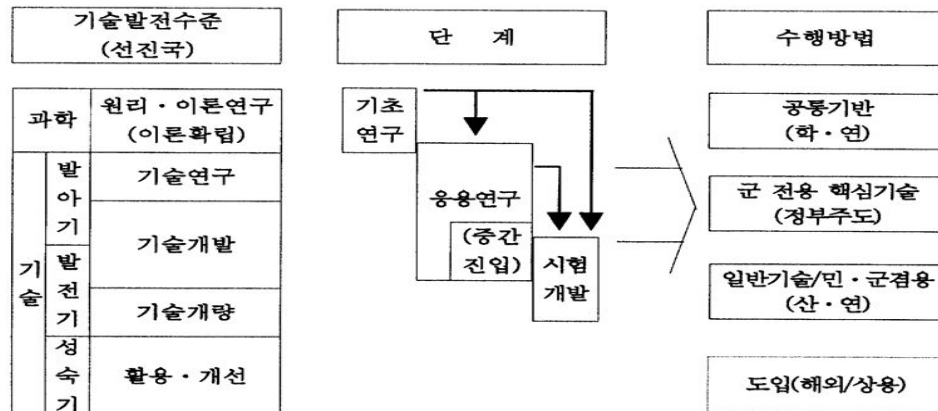 기술발전수준
(선진국)
단 계
수행방법
과학
원리・이론연구
(이론확립)
기술
발아기
기술연구
기술개발
발전기
기술개량
성숙기
활용・개선
기초
연구
응용연구
(중간
진입)
시험
개발
공통기반
(학・연)
군 전용 핵심기술
(정부주도)
일반기술/민・군겸용
(산・연)
도입(해외/상용)